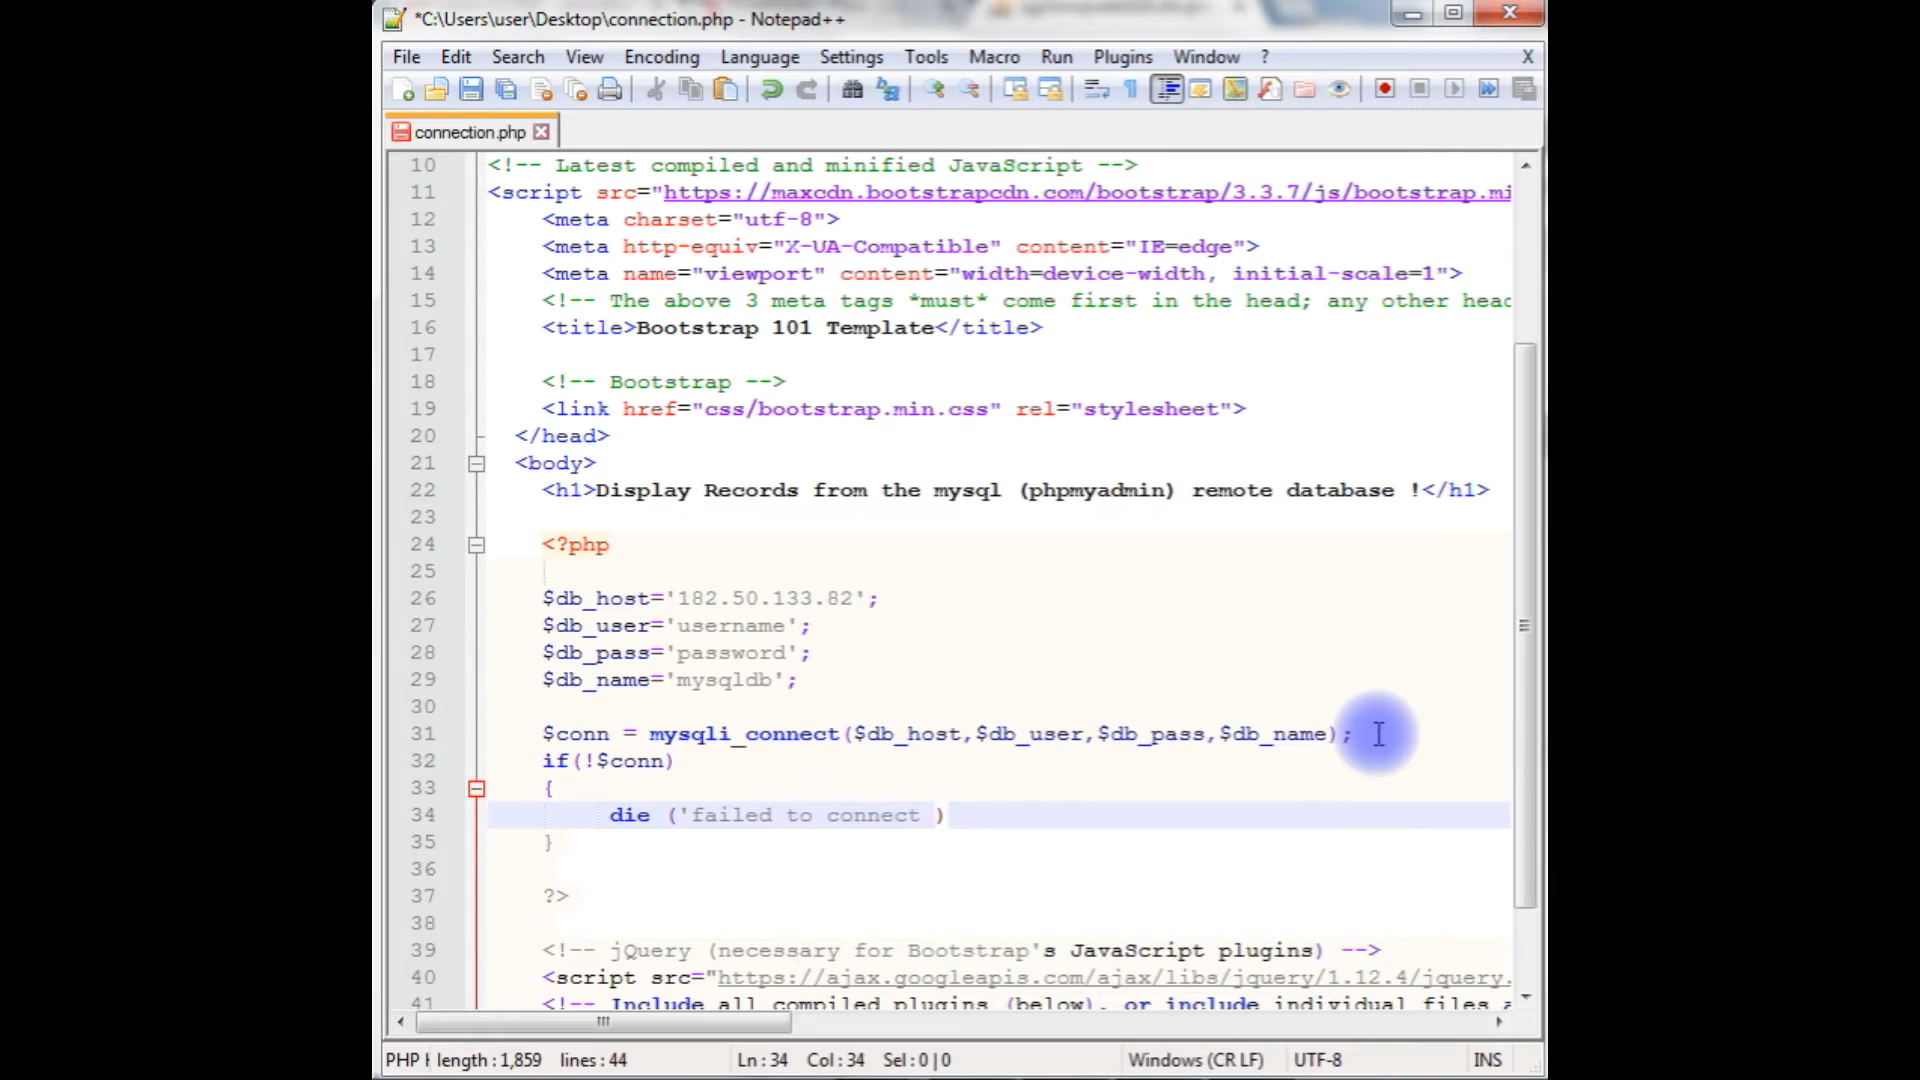 *C:\Users\user\Desktop\connection.php - Notepad++
File Edit Search View Encoding Language Settings Tools Macro Run Plugins Window ? X
connection.php
10 <!-- Latest compiled and minified JavaScript -->
11 <script src="https://maxcdn.bootstrapcdn.com/bootstrap/3.3.7/js/bootstrap.mi
12 <meta charset="utf-8">
13 <meta http-equiv="X-UA-Compatible" content="IE=edge">
14 <meta name="viewport" content="width=device-width, initial-scale=1">
15 <!-- The above 3 meta tags *must* come first in the head; any other head
16 <title>Bootstrap 101 Template</title>
17
18 <!-- Bootstrap -->
19 <link href="css/bootstrap.min.css" rel="stylesheet">
20 </head>
21 <body>
22 <h1>Display Records from the mysql (phpmyadmin) remote database !</h1>
23
24 <?php
25
26 $db_host='182.50.133.82';
27 $db_user='username';
28 $db_pass='password';
29 $db_name='mysqldb';
30
31 $conn = mysqli_connect($db_host,$db_user,$db_pass,$db_name);
32 if(!$conn)
33 {
34 die ('failed to connect )
35 }
36
37 ?>
38
39 <!-- jQuery (necessary for Bootstrap's JavaScript plugins) -->
40 <script src="https://ajax.googleapis.com/ajax/libs/jquery/1.12.4/jquery.
41 <!-- Include all compiled plugins (below), or include individual files a
PHP H length : 1,859 lines : 44 Ln : 34 Col : 34 Sel : 0 | 0 Windows (CR LF) UTF-8 INS